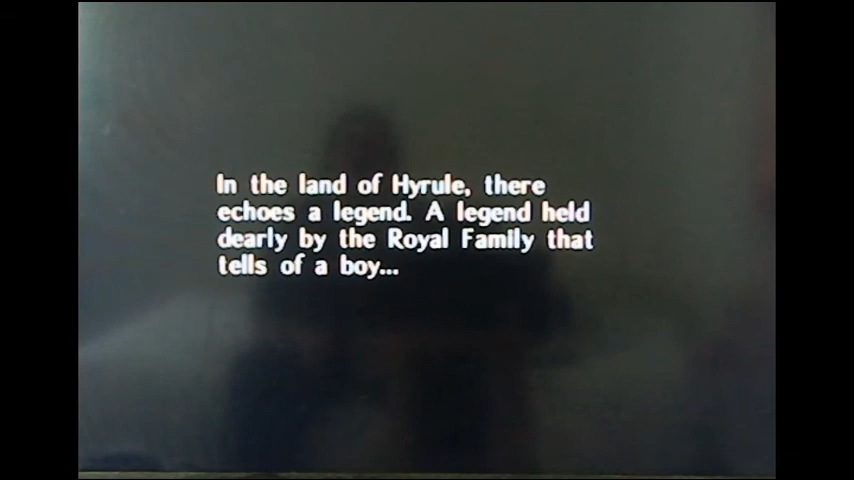 In the land of Hyrule, there
echoes a legend. A legend held
dearly by the Royal Family that
tells of a boy...